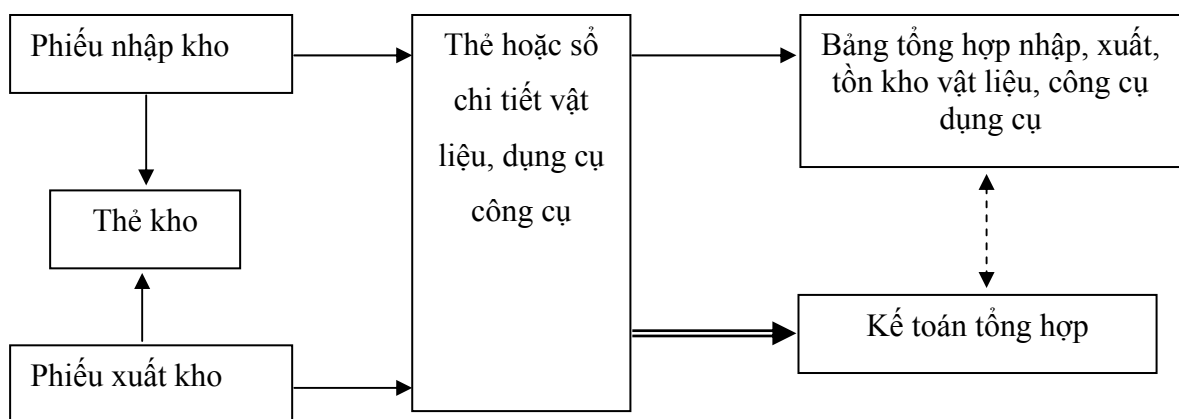 Phiếu nhập kho
Thẻ kho
Phiếu xuất kho
Thẻ hoặc sổ
chi tiết vật
liệu, dụng cụ
công cụ
Bảng tổng hợp nhập, xuất,
tồn kho vật liệu, công cụ
dụng cụ
Kế toán tổng hợp